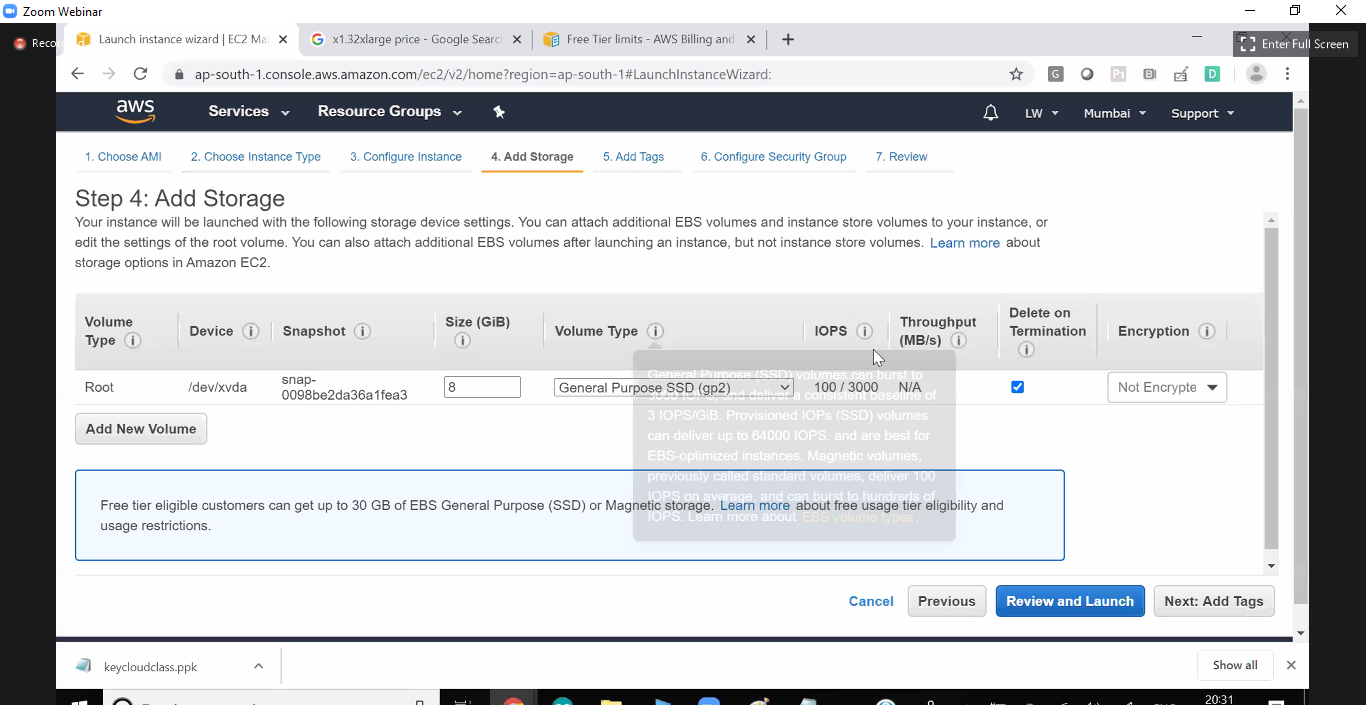 Zoom Webinar
Recor
Launch instance wizard | EC2 Ma
x1.32xlarge price - Google Searc
Free Tier limits - AWS Billing and
Enter Full Screen
ap-south-1.console.aws.amazon.com/ec2/v2/home?region=ap-south-1#LaunchInstanceWizard:
aws
Services
Resource Groups
LW
Mumbai
Support
1. Choose AMI
2. Choose Instance Type
3. Configure Instance
4. Add Storage
5. Add Tags
6. Configure Security Group
7. Review
Step 4: Add Storage
Your instance will be launched with the following storage device settings. You can attach additional EBS volumes and instance store volumes to your instance, or
edit the settings of the root volume. You can also attach additional EBS volumes after launching an instance, but not instance store volumes. Learn more about
storage options in Amazon EC2.
Volume
Type
Device
Snapshot
Size (GiB)
Volume Type
IOPS
Throughput
(MB/s)
Delete on
Termination
Encryption
Root
/dev/xvda
snap-
0098be2da36a1fea3
8
General Purpose SSD (gp2)
100 / 3000
N/A
Not Encrypte
General Purpose (SSD) volumes can burst to
3000 IOPS, and deliver a consistent baseline of
3 IOPS/GiB. Provisioned IOPs (SSD) volumes
can deliver up to 64000 IOPS, and are best for
EBS-optimized instances. Magnetic volumes,
previously called standard volumes, deliver 100
IOPS on average, and can burst to hundreds of
IOPS. Learn more about EBS volume types.
Add New Volume
Free tier eligible customers can get up to 30 GB of EBS General Purpose (SSD) or Magnetic storage. Learn more about free usage tier eligibility and
usage restrictions.
Cancel
Previous
Review and Launch
Next: Add Tags
keycloudclass.ppk
Show all
20:31